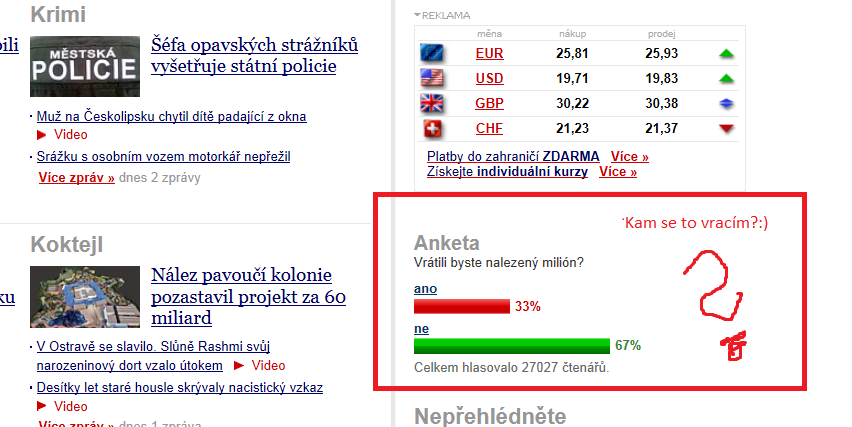 Krimi
bili
MĚSTSKÁ
POLICIE
Šéfa opavských strážníků
vyšetřuje státní policie
Muž na Českolipsku chytil dítě padající z okna
Video
Srážku s osobním vozem motorkář nepřežil
Více zpráv » dnes 2 zprávy
Koktejl
Nález pavoučí kolonie
pozastavil projekt za 60
miliard
ku
V Ostravě se slavilo. Slůně Rashmi svůj
narozeninový dort vzalo útokem Video
Desítky let staré housle skrývaly nacistický vzkaz
Video
Více zpráv » dnes 1 zpráva
REKLAMA
měna nákup prodej
EUR 25,81 25,93
USD 19,71 19,83
GBP 30,22 30,38
CHF 21,23 21,37
Platby do zahraničí ZDARMA Více »
Získejte individuální kurzy Více »
Kam se to vracím?:)
Anketa
Vrátili byste nalezený milión?
ano
33%
ne
67%
Celkem hlasovalo 27027 čtenářů.
?
Nepřehlédněte